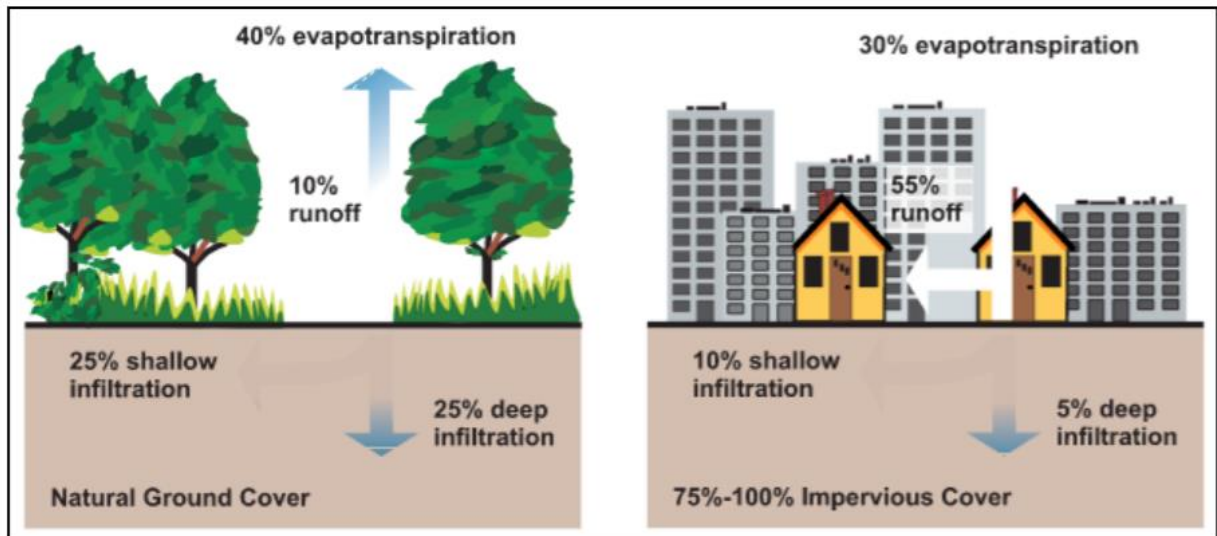 40% evapotranspiration
10%
runoff
25% shallow
infiltration
25% deep
infiltration
Natural Ground Cover
30% evapotranspiration
55%
runoff
10% shallow
infiltration
5% deep
infiltration
75%-100% Impervious Cover